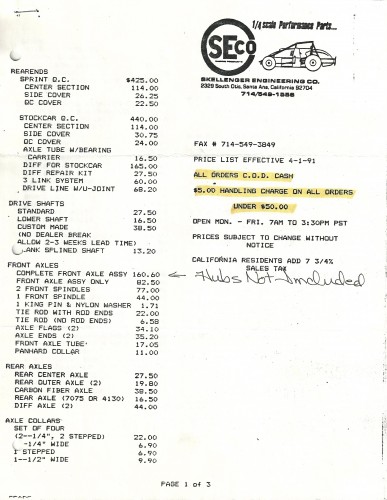 1/4 scale Performance Parts...
SECO
SKELLENGER ENGINEERING CO.
2329 South Otis, Santa Ana, California 92704
714/549-1886
REARENDS
SPRINT Q.C. $425.00
CENTER SECTION 114.00
SIDE COVER 26.25
QC COVER 22.50
STOCKCAR QC. 440.00
CENTER SECTION 114.00
SIDE COVER 30.75
QC COVER 24.00
AXLE TUBE W/BEARING
CARRIER 16.50
DIFF FOR STOCKCAR 165.00
DIFF REPAIR KIT 27.50
3 LINK SYSTEM 60.00
DRIVE LINE W/U-JOINT 68.20
DRIVE SHAFTS
STANDARD 27.50
LOWER SHAFT 16.50
CUSTOM MADE 38.50
(NO DEALER BREAK
ALLOW 2-3 WEEKS LEAD TIME)
LANK SPLINED SHAFT 13.20
FRONT AXLES
COMPLETE FRONT AXLE ASSY 160.60
FRONT AXLE ASSY ONLY 82.50
2 FRONT SPINDLES 77.00
1 FRONT SPINDLE 44.00
1 KING PIN & NYLON WASHER 1.71
TIE ROD WITH ROD ENDS 22.00
TIE ROD (NO ROD ENDS) 6.58
AXLE FLAGS (2) 34.10
AXLE ENDS (2) 35.20
FRONT AXLE TUBE 17.05
PANHARD COLLAR 11.00
REAR AXLES
REAR CENTER AXLE 27.50
REAR OUTER AXLE (2) 19.80
CARBON FIBER AXLE 38.50
REAR AXLE (7075 OR 4130) 16.50
DIFF AXLE (2) 44.00
AXLE COLLARS
SET OF FOUR
(2--1/4", 2 STEPPED) 22.00
-1/4" WIDE 6.90
1 STEPPED 6.90
1--1/2" WIDE 9.90
FAX # 714-549-3849
PRICE LIST EFFECTIVE 4-1-91
ALL ORDERS C.O.D. CASH
$5.00 HANDLING CHARGE ON ALL ORDERS
UNDER $50.00
OPEN MON. - FRI. 7AM TO 3:30PM PST
PRICES SUBJECT TO CHANGE WITHOUT
NOTICE
CALIFORNIA RESIDENTS ADD 7 3/4%
SALES TAX
Hubs Not Included
PAGE 1 of 3